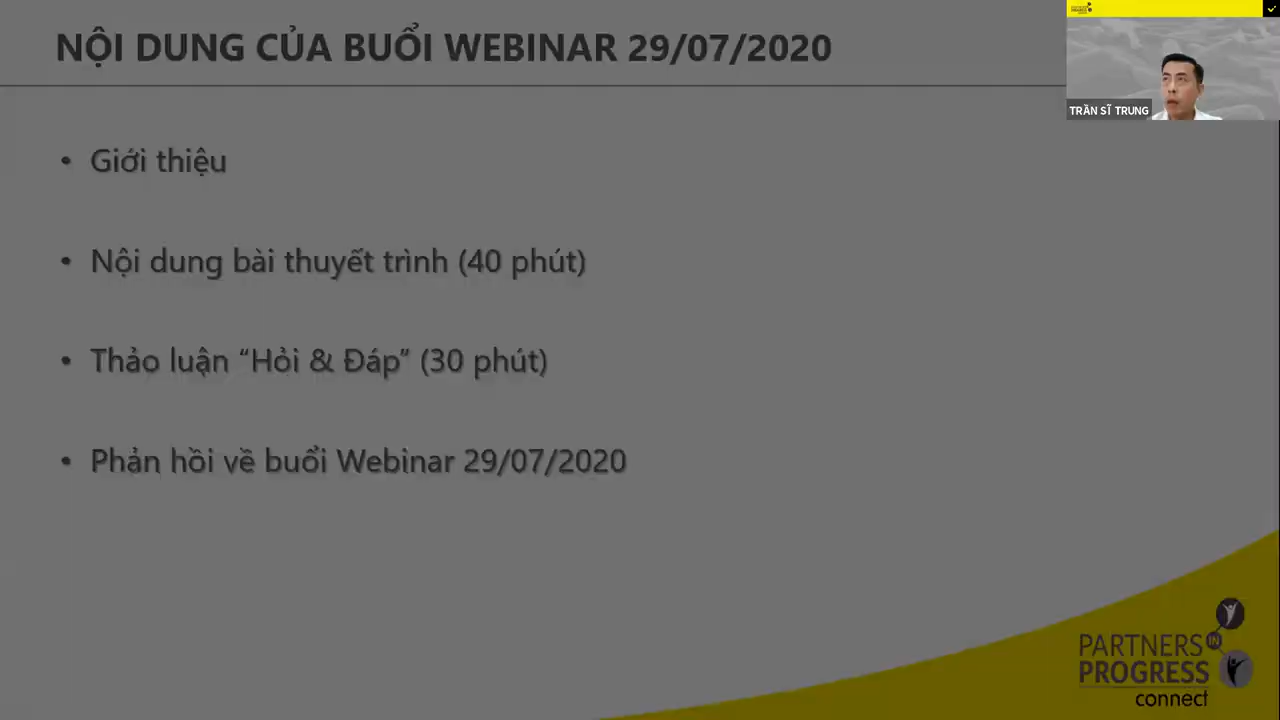 NỘI DUNG CỦA BUỔI WEBINAR 29/07/2020
TRẦN SĨ TRUNG
• Giới thiệu
• Nội dung bài thuyết trình (40 phút)
• Thảo luận “Hỏi & Đáp” (30 phút)
• Phản hồi về buổi Webinar 29/07/2020
PARTNERS IN
PROGRESS
connect